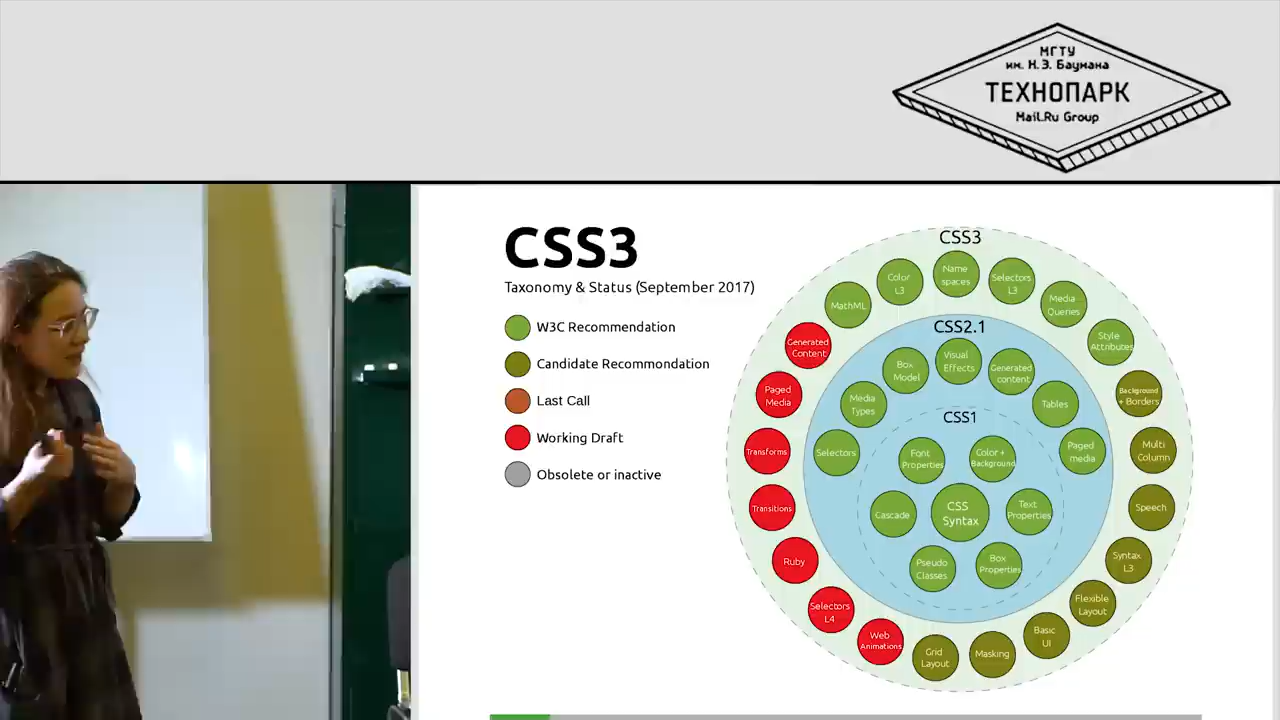 МГТУ
им. Н.Э. Баумана
ТЕХНОПАРК
Mail.Ru Group
CSS3
Taxonomy & Status (September 2017)
W3C Recommendation
Candidate Recommondation
Last Call
Working Draft
Obsolete or inactive
CSS3
Name
spaces
Color
L3
Selectors
L3
MathML
Media
Queries
Generated
Content
Style
Attributes
Paged
Media
Background
+ Borders
Transforms
Multi
Column
Transitions
Speech
Ruby
Syntax
L3
Selectors
L4
Flexible
Layout
Web
Animations
Basic
UI
Grid
Layout
Masking
CSS2.1
Visual
Effects
Box
Model
Generated
content
Media
Types
Tables
Selectors
Paged
media
CSS1
Font
Properties
Color +
Background
Cascade
CSS
Syntax
Text
Properties
Pseudo
Classes
Box
Properties